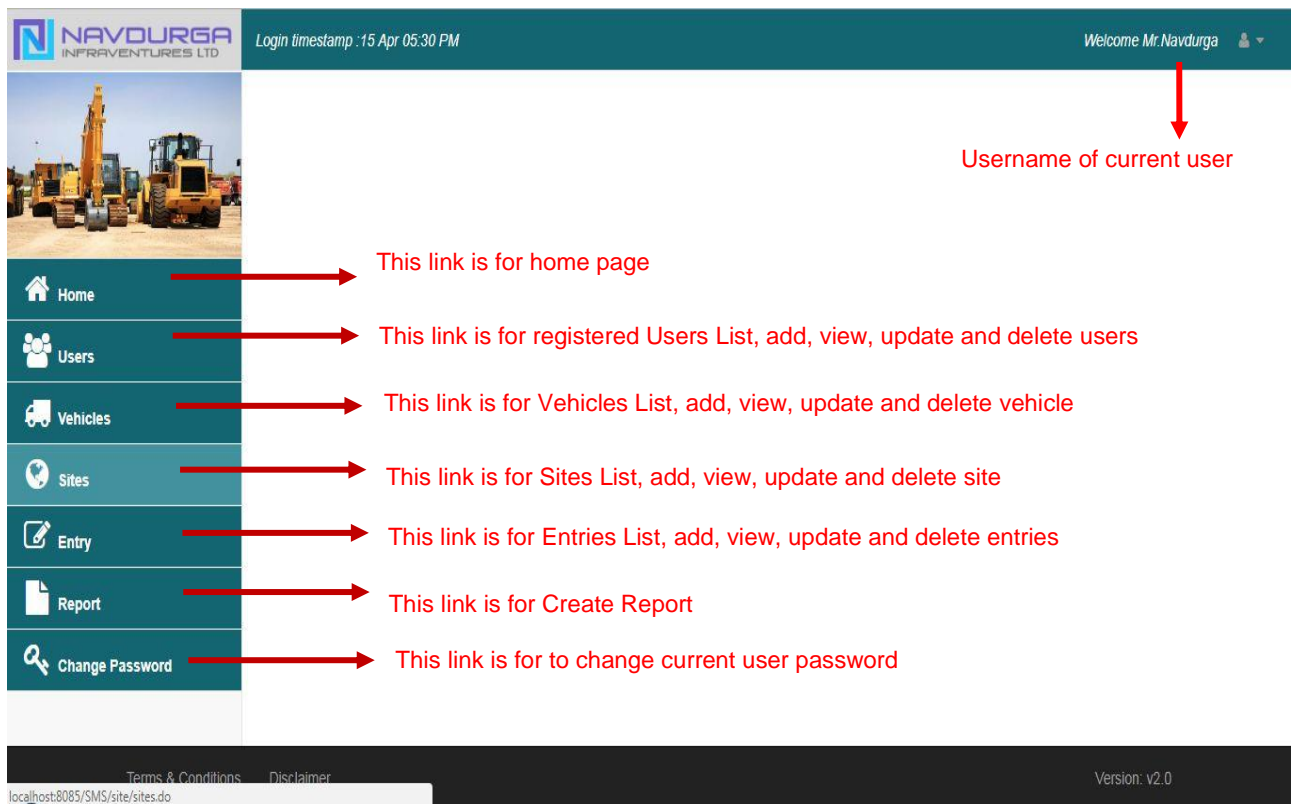 NAVDURGA
INFRAVENTURES LTD
Login timestamp :15 Apr 05:30 PM
Welcome Mr.Navdurga
Username of current user
This link is for home page
Home
This link is for registered Users List, add, view, update and delete users
Users
This link is for Vehicles List, add, view, update and delete vehicle
Vehicles
This link is for Sites List, add, view, update and delete site
Sites
This link is for Entries List, add, view, update and delete entries
Entry
This link is for Create Report
Report
This link is for to change current user password
Change Password
Terms & Conditions
Disclaimer
Version: v2.0
localhost:8085/SMS/site/sites.do